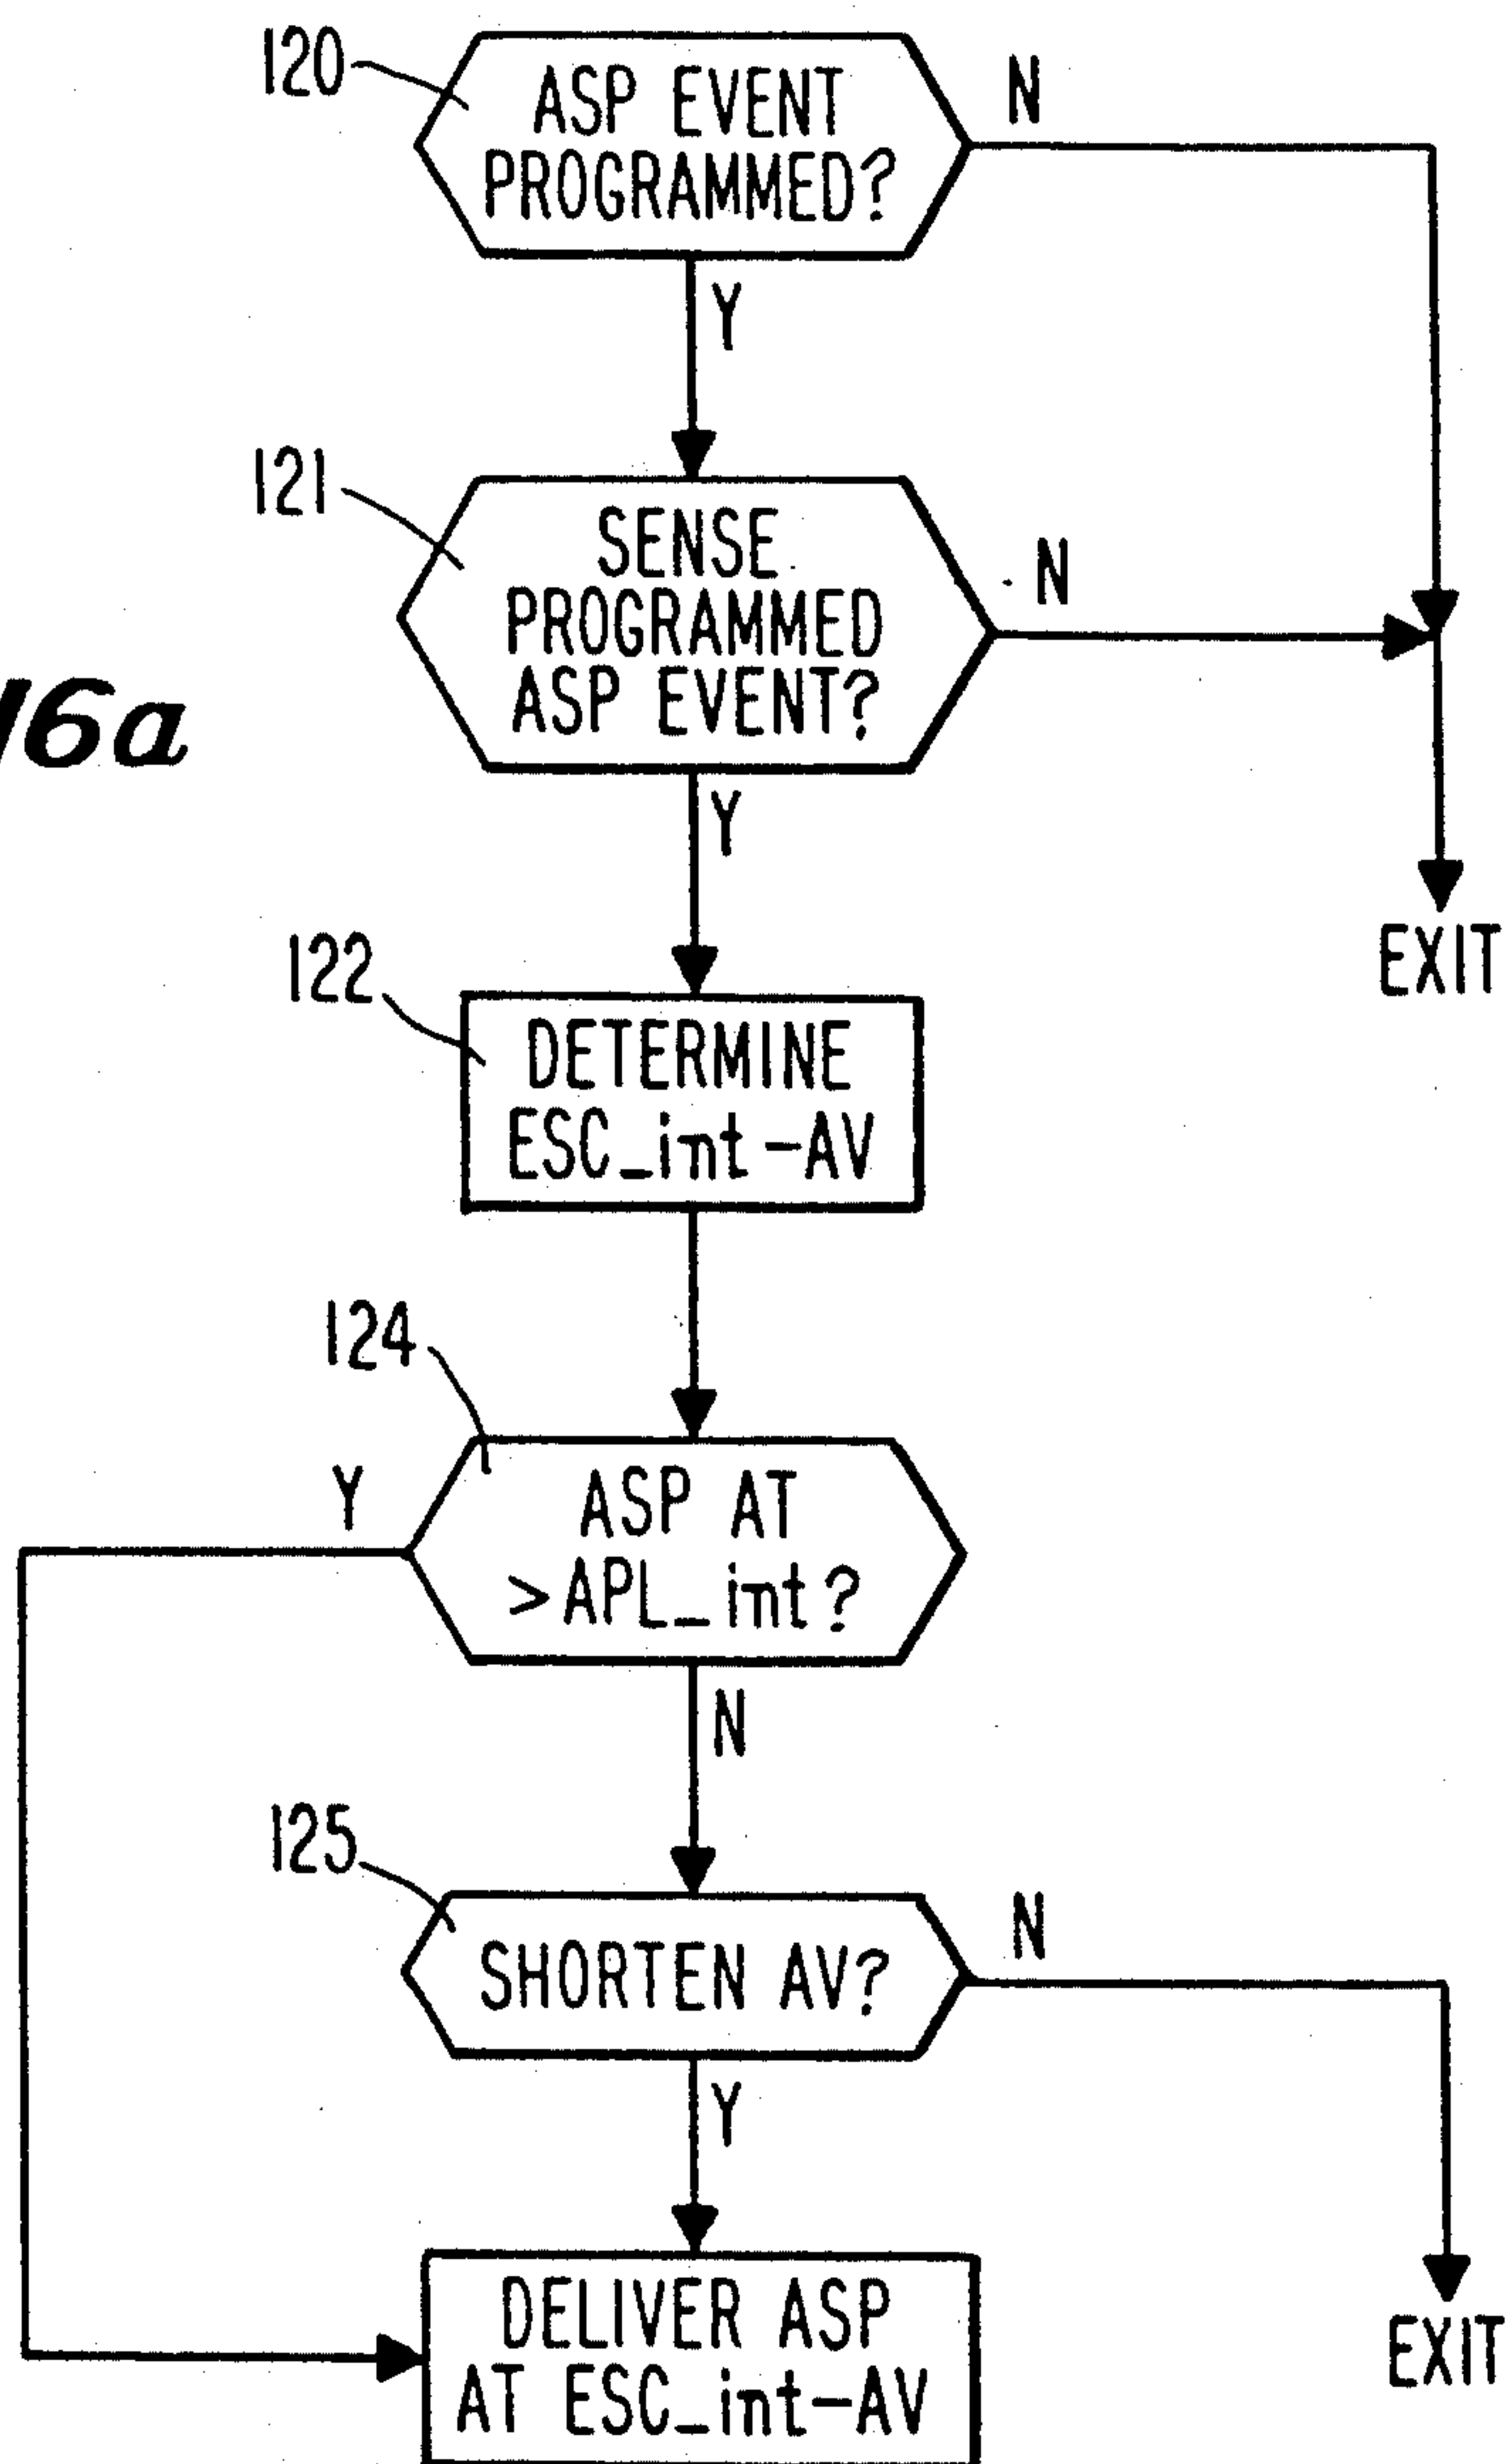 120
ASP EVENT
PROGRAMMED?
N
Y
121
SENSE
PROGRAMMED
ASP EVENT?
N
16a
Y
EXIT
122
DETERMINE
ESC_int-AV
124
Y
ASP AT
>APL_int?
N
125
SHORTEN AV?
N
Y
DELIVER ASP
AT ESC_int-AV
EXIT